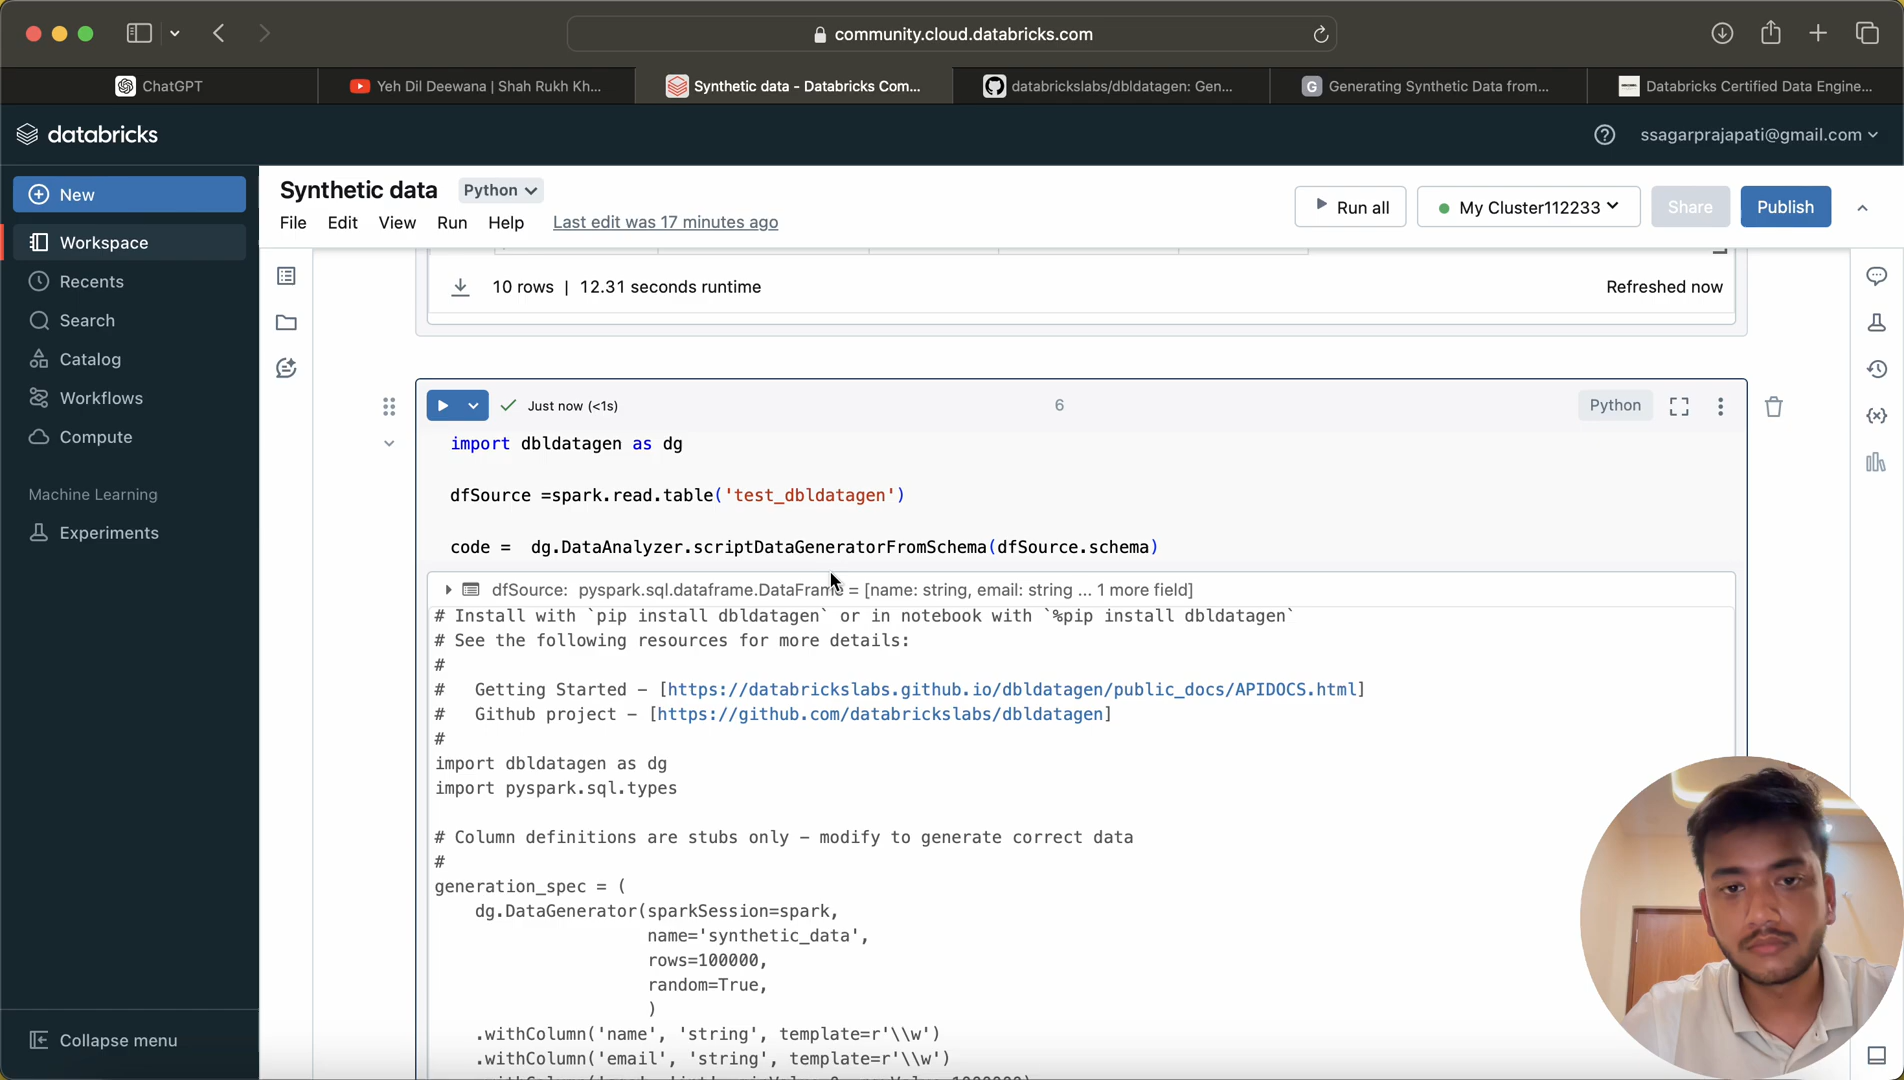 community.cloud.databricks.com
ChatGPT
Yeh Dil Deewana | Shah Rukh Kh...
Synthetic data - Databricks Com...
databrickslabs/dbldatagen: Gen...
G
Generating Synthetic Data from...
Databricks Certified Data Engine...
databricks
ssagarprajapati@gmail.com
New
Workspace
Recents
Search
Catalog
Workflows
Compute
Machine Learning
Experiments
Collapse menu
Synthetic data
Python
File Edit View Run Help Last edit was 17 minutes ago
Run all
My Cluster112233
Share
Publish
10 rows | 12.31 seconds runtime
Refreshed now
Just now (<1s)
6
Python
import dbldatagen as dg
dfSource =spark.read.table('test_dbldatagen')
code = dg.DataAnalyzer.scriptDataGeneratorFromSchema(dfSource.schema)
dfSource: pyspark.sql.dataframe.DataFrame = [name: string, email: string ... 1 more field]
# Install with `pip install dbldatagen` or in notebook with `%pip install dbldatagen`
# See the following resources for more details:
#
# Getting Started - [https://databrickslabs.github.io/dbldatagen/public_docs/APIDOCS.html]
# Github project - [https://github.com/databrickslabs/dbldatagen]
#
import dbldatagen as dg
import pyspark.sql.types
# Column definitions are stubs only - modify to generate correct data
#
generation_spec = (
dg.DataGenerator(sparkSession=spark,
name='synthetic_data',
rows=100000,
random=True,
)
.withColumn('name', 'string', template=r'\\w')
.withColumn('email', 'string', template=r'\\w')